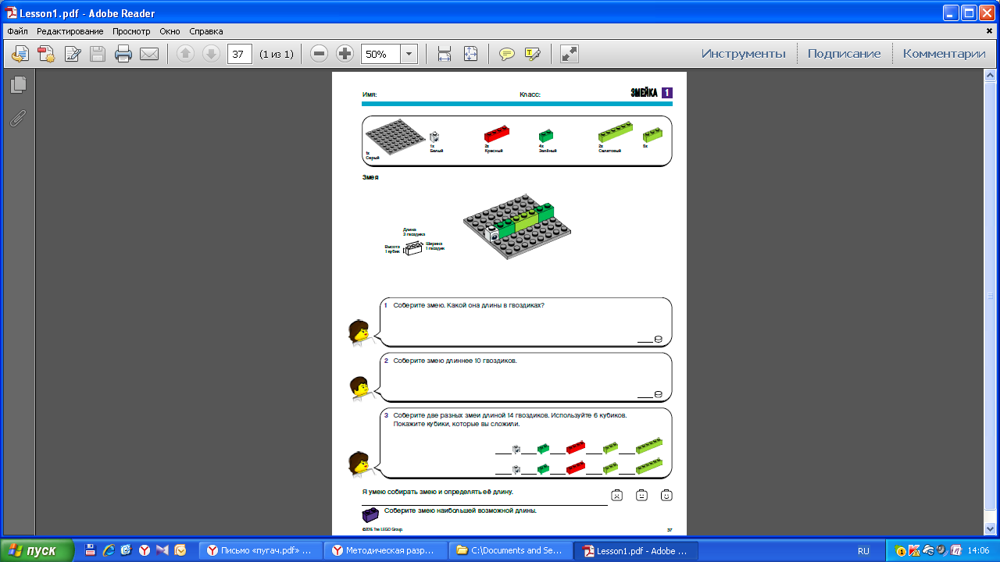 Lesson1.pdf - Adobe Reader
Файл Редактирование Просмотр Окно Справка
37 (1 из 1) 50% Инструменты Подписание Комментарии
Имя: Класс: ЗМЕЙКА 1
1x
Серый
1x
Белый
2x
Красный
4x
Зелёный
2x
Салатовый
5x
Змея
Длина
3 гвоздика
Высота
1 кубик
Ширина
1 гвоздик
1 Соберите змею. Какой она длины в гвоздиках?
2 Соберите змею длиннее 10 гвоздиков.
3 Соберите две разных змеи длиной 14 гвоздиков. Используйте 6 кубиков.
Покажите кубики, которые вы сложили.
Я умею собирать змею и определять её длину.
Соберите змею наибольшей возможной длины.
©2015 The LEGO Group. 37
пуск Письмо «пугач.pdf» ... Методическая разр... C:\Documents and Se... Lesson1.pdf - Adobe ... RU 14:06